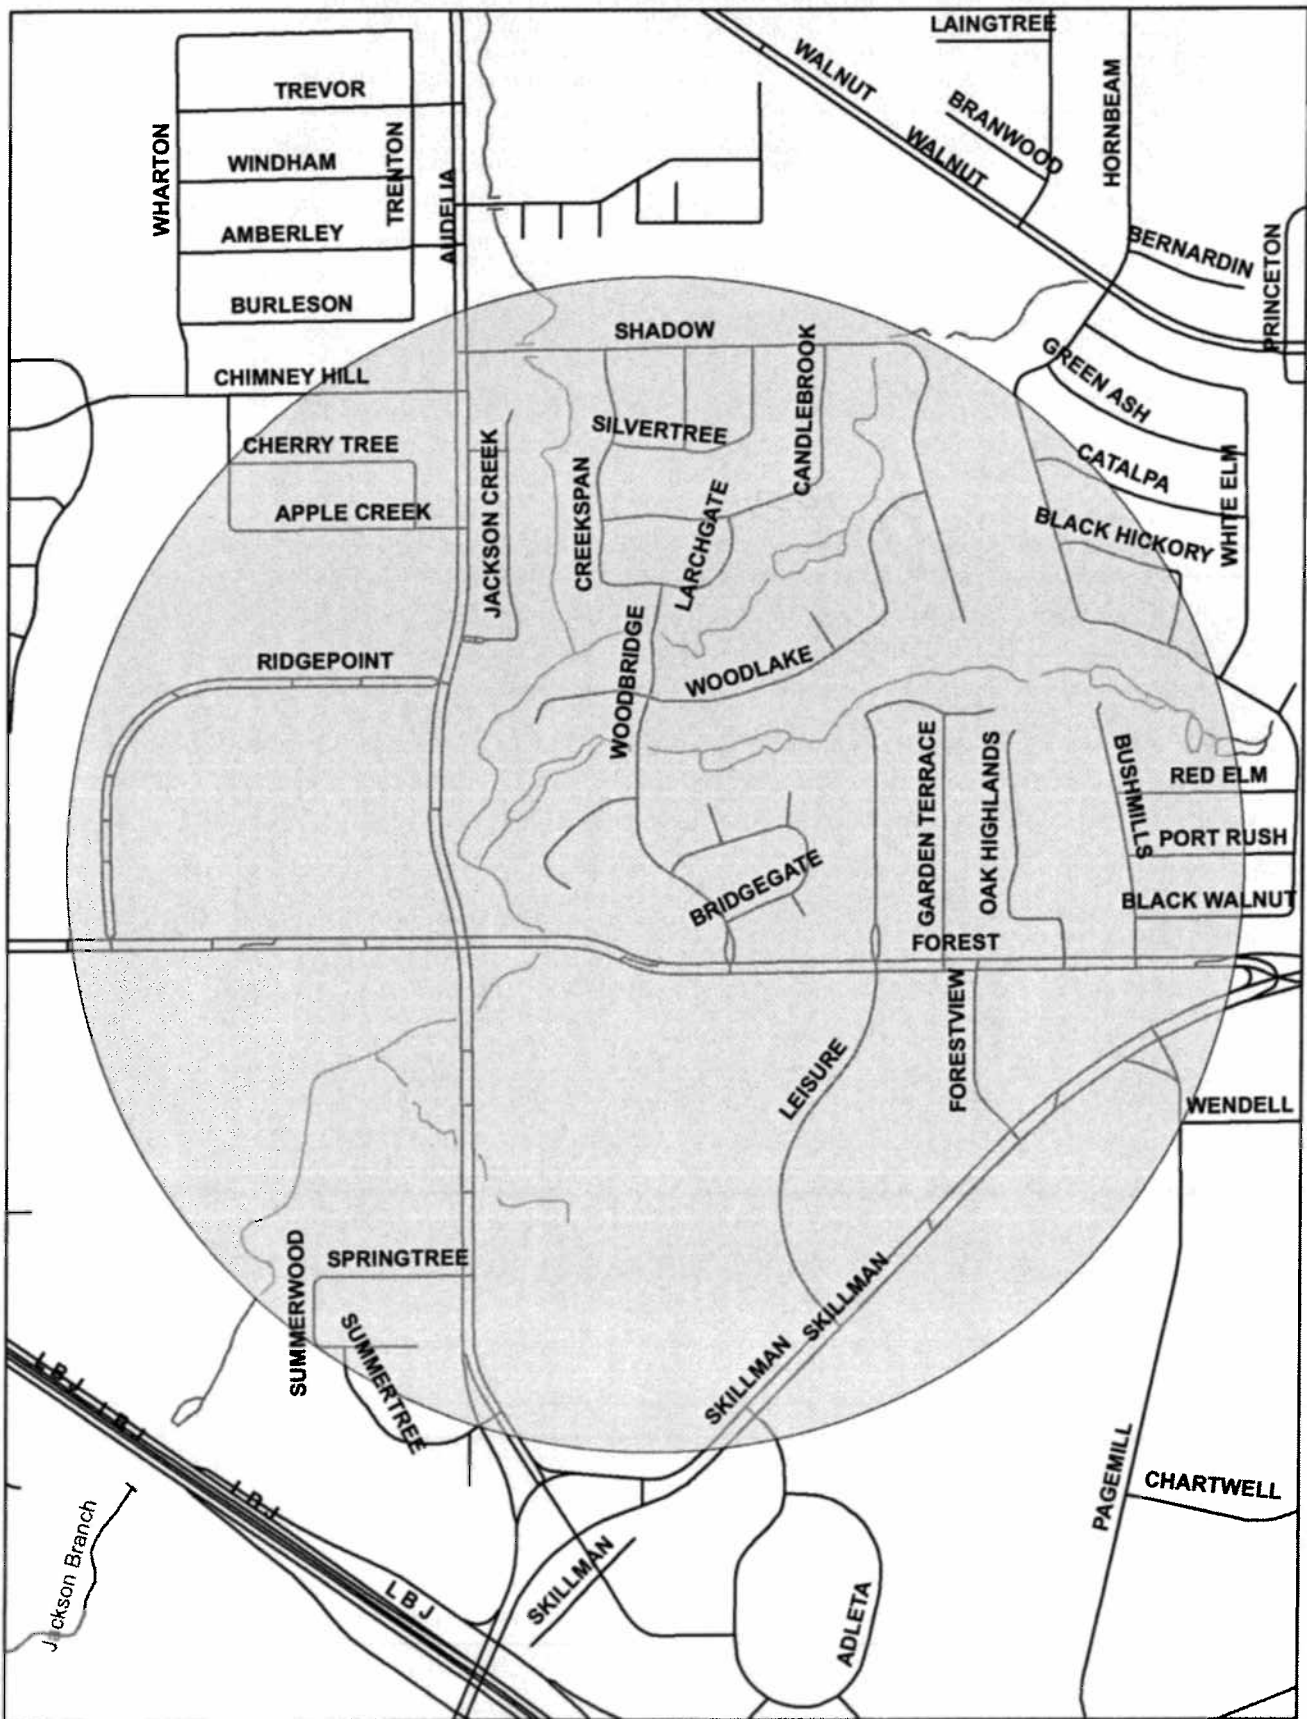 LAINGTREE
WALNUT
TREVOR
BRANWOOD
HORNBEAM
WHARTON
WINDHAM
TRENTON
WALNUT
AUDELIA
AMBERLEY
BERNARDIN
PRINCETON
BURLESON
SHADOW
CANDLEBROOK
GREEN ASH
CHIMNEY HILL
SILVERTREE
CHERRY TREE
JACKSON CREEK
CREEKSPAN
CATALPA
WHITE ELM
APPLE CREEK
LARCHGATE
BLACK HICKORY
RIDGEPOINT
WOODBRIDGE
WOODLAKE
GARDEN TERRACE
OAK HIGHLANDS
BUSHMILLS
RED ELM
PORT RUSH
BRIDGEGATE
BLACK WALNUT
FOREST
FORESTVIEW
LEISURE
WENDELL
SUMMERWOOD
SPRINGTREE
SKILLMAN
SUMMERTREE
SKILLMAN
LBJ
LBJ
LBJ
PAGEMILL
CHARTWELL
Jackson Branch
SKILLMAN
LBJ
ADLETA